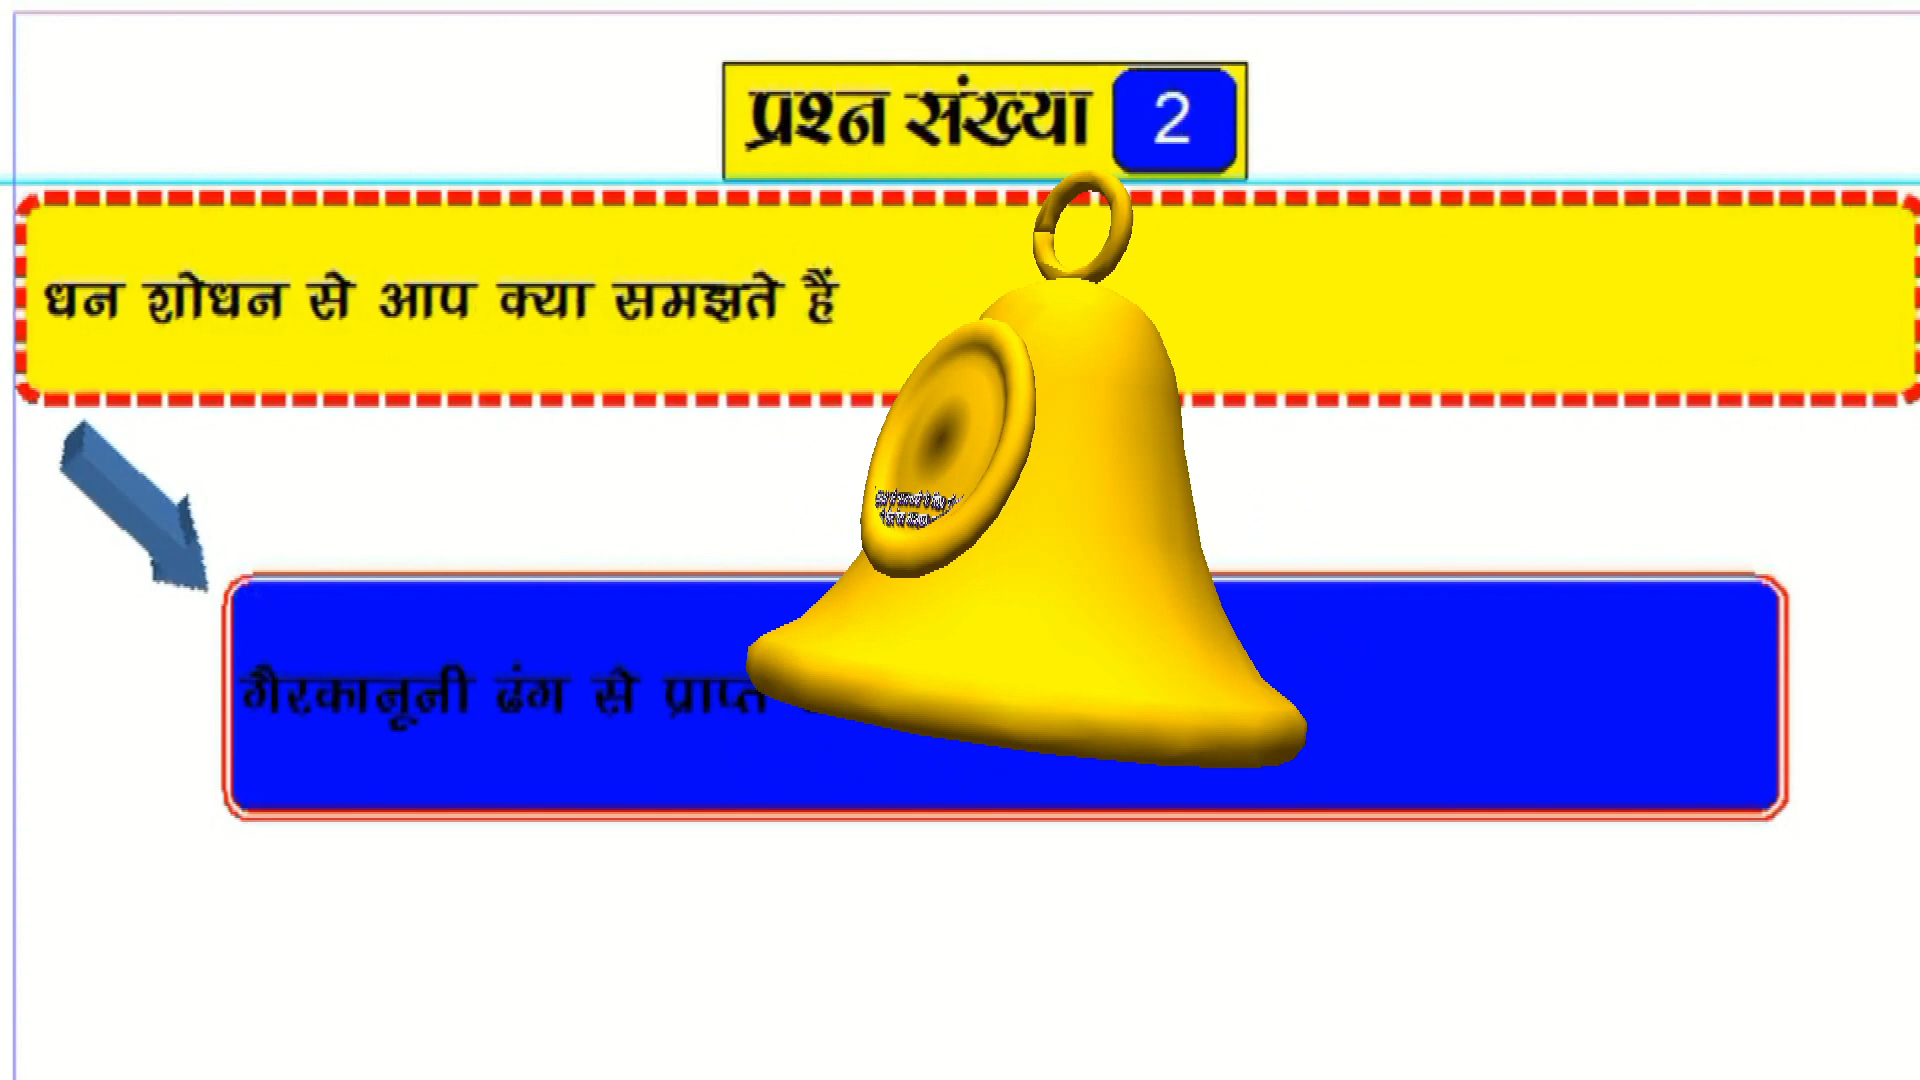 प्रश्न संख्या 2
धन शोधन से आप क्या समझते हैं
गैरकानूनी ढंग से प्राप्त